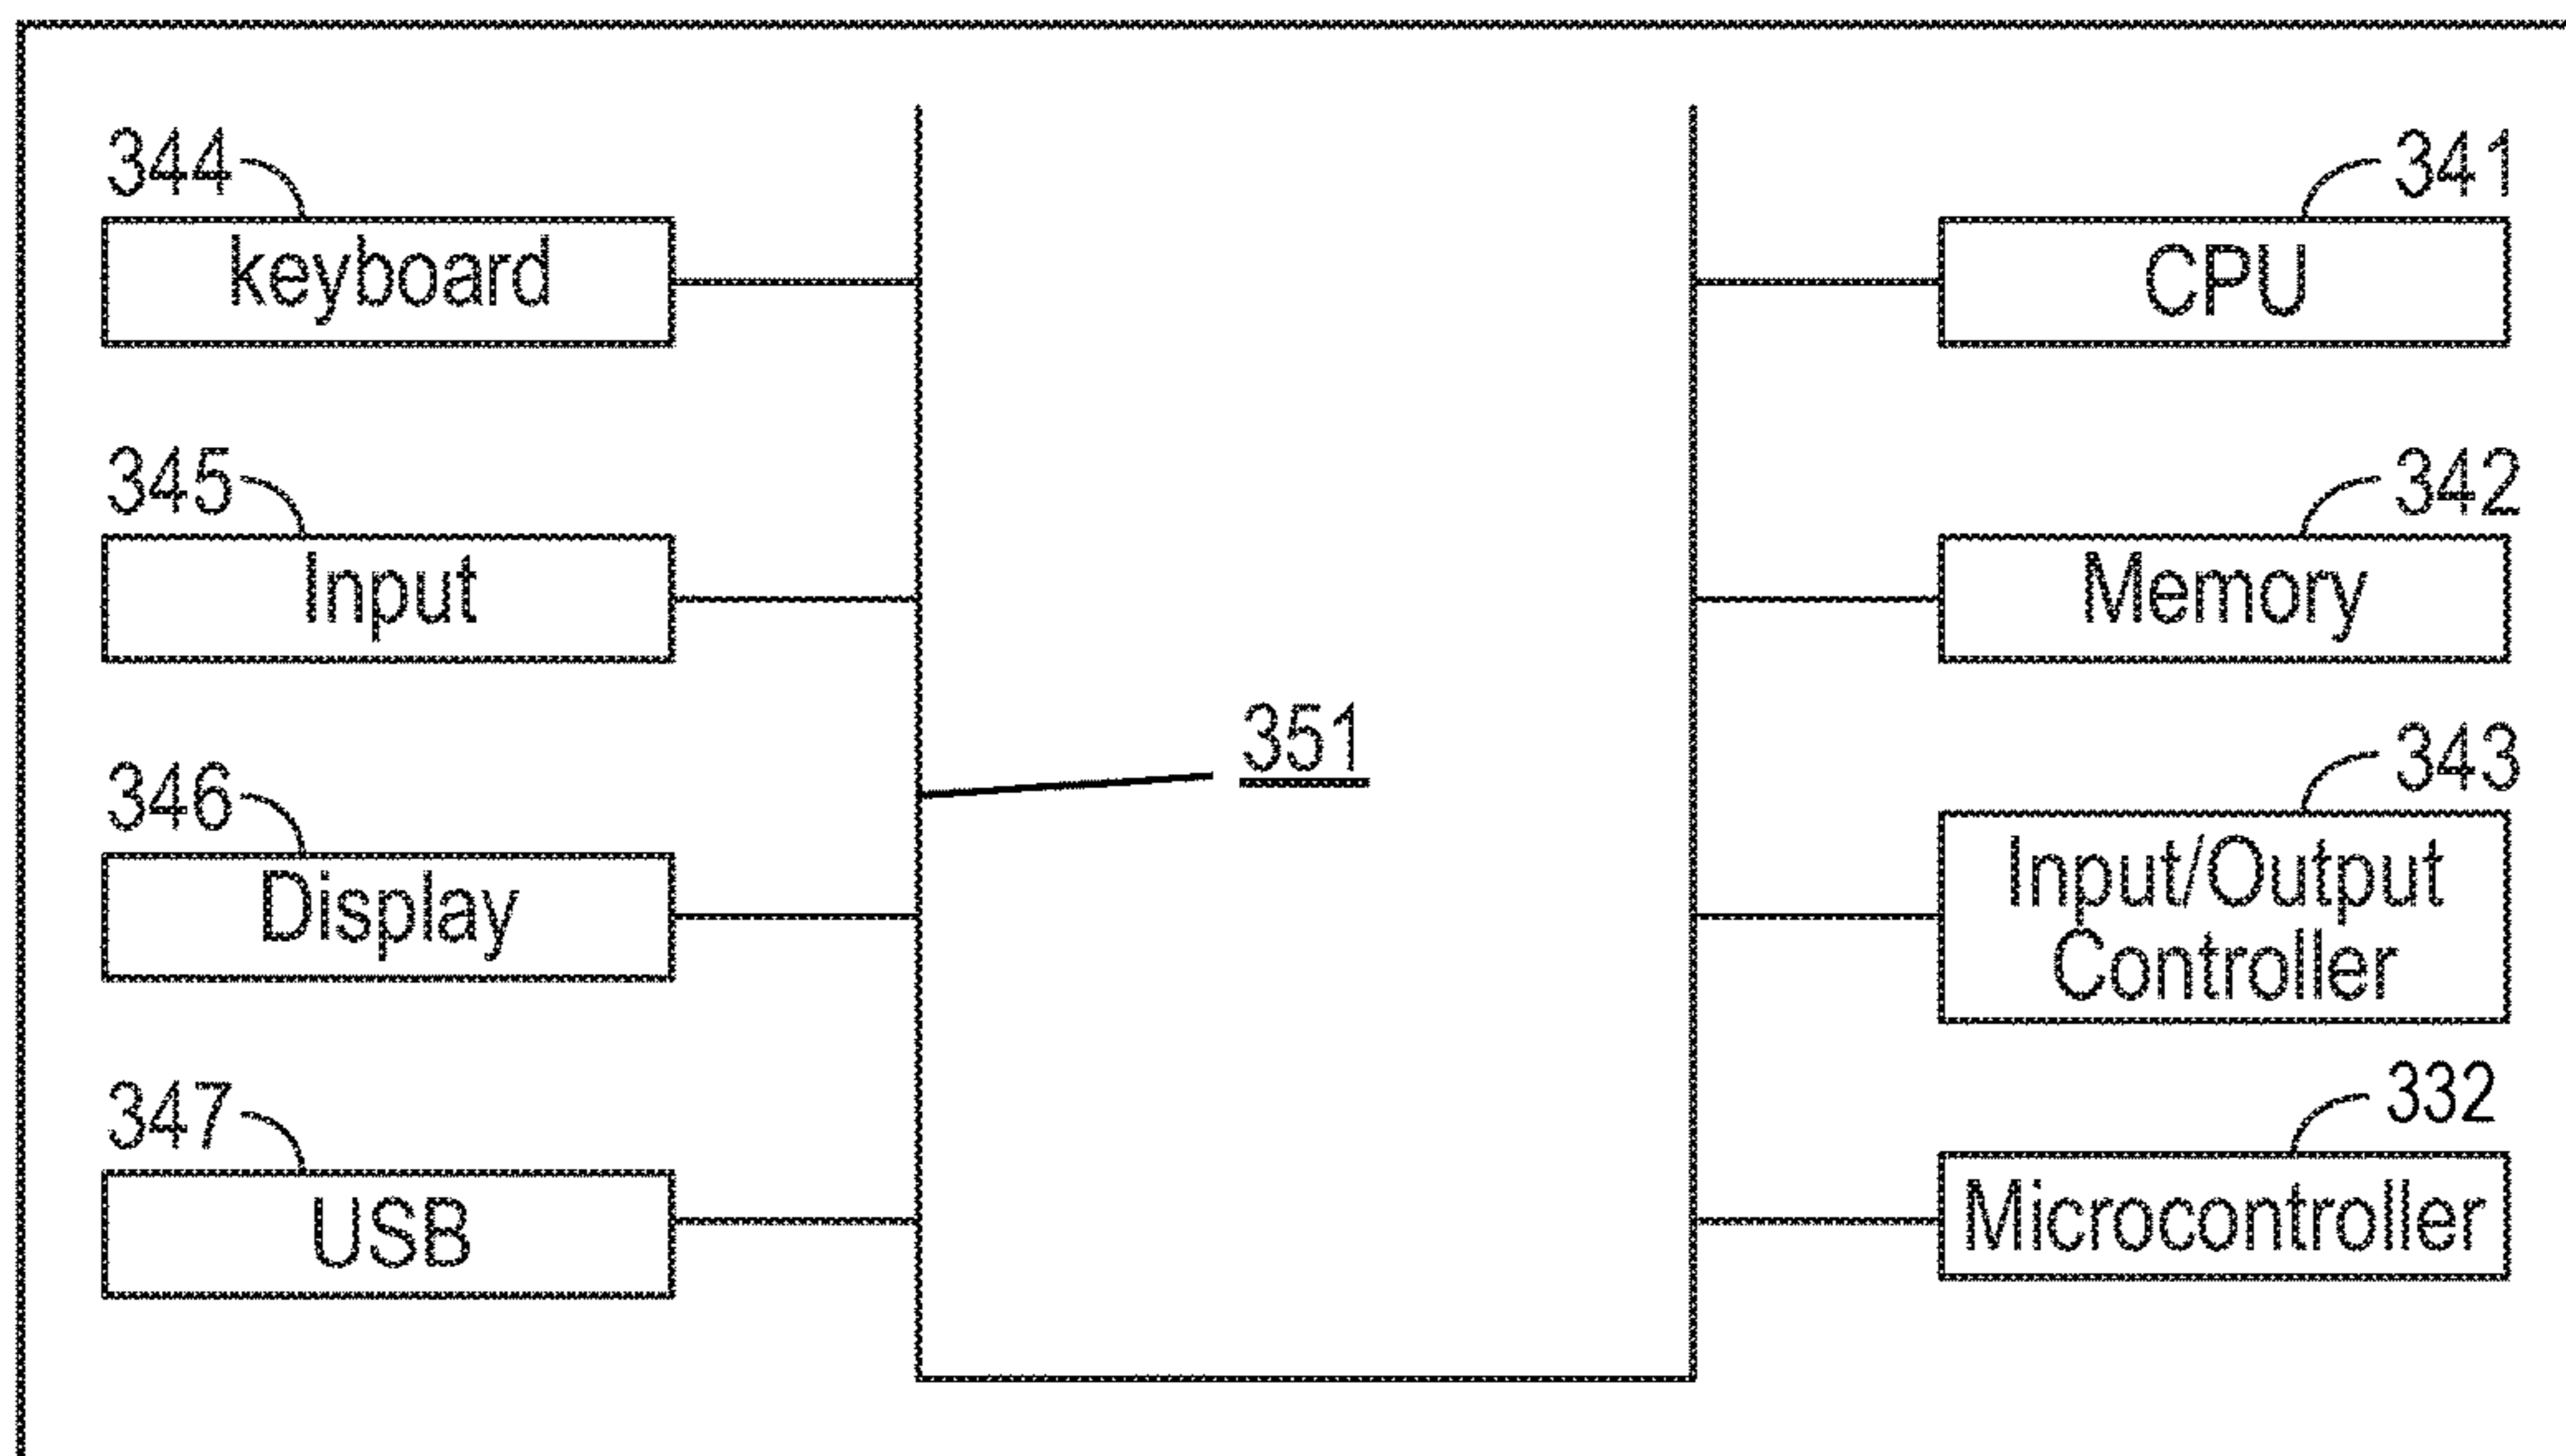 344
keyboard
345
Input
346
Display
347
USB
351
341
CPU
342
Memory
343
Input/Output
Controller
332
Microcontroller